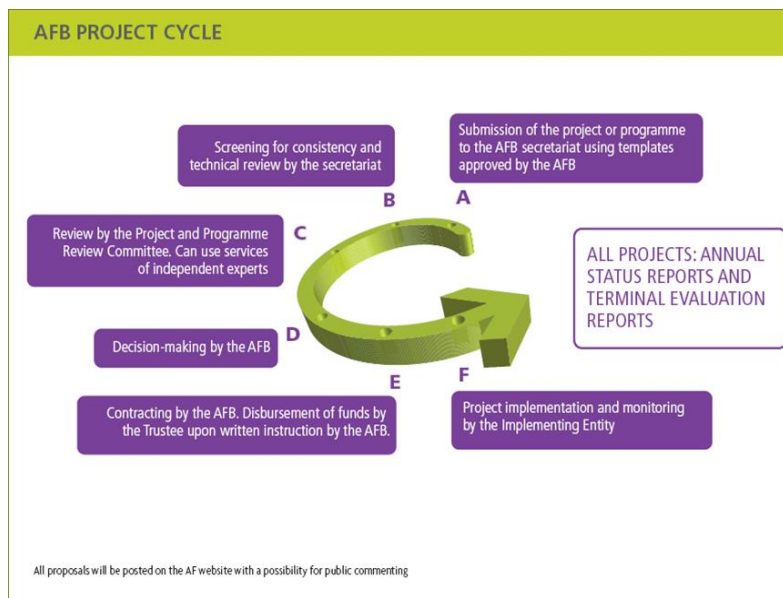 AFB PROJECT CYCLE
Submission of the project or programme
to the AFB secretariat using templates
approved by the AFB
A
Screening for consistency and
technical review by the secretariat
B
Review by the Project and Programme
Review Committee. Can use services
of independent experts
C
Decision-making by the AFB
D
Contracting by the AFB. Disbursement of funds by
the Trustee upon written instruction by the AFB.
E
Project implementation and monitoring
by the Implementing Entity
F
ALL PROJECTS: ANNUAL
STATUS REPORTS AND
TERMINAL EVALUATION
REPORTS
All proposals will be posted on the AF website with a possibility for public commenting